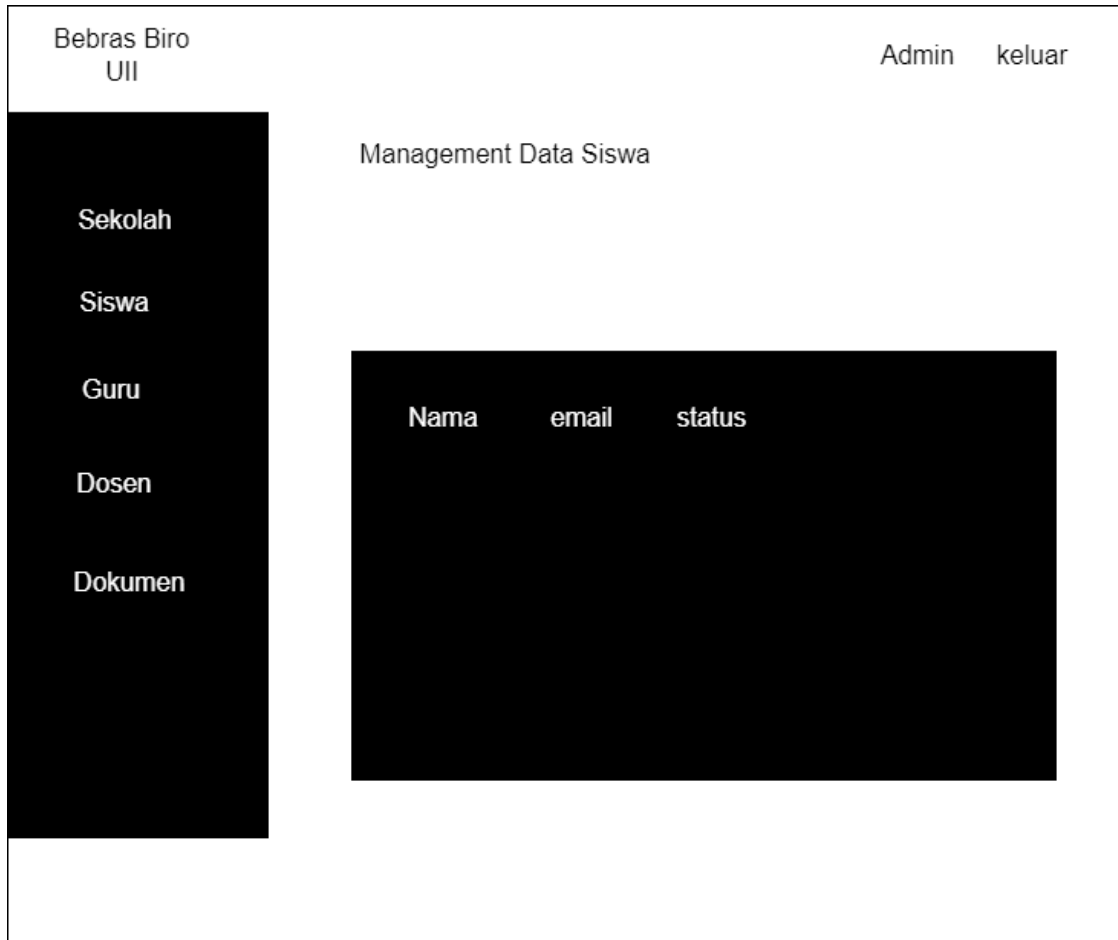 Bebras Biro
UII
Admin keluar
Management Data Siswa
Sekolah
Siswa
Guru
Dosen
Dokumen
Nama email status